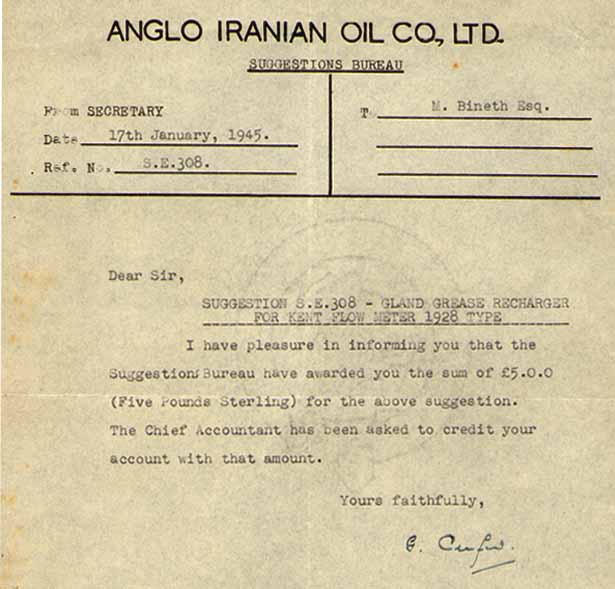 ANGLO IRANIAN OIL CO., LTD.
SUGGESTIONS BUREAU
From SECRETARY
To M. Bineth Esq.
Date 17th January, 1945.
Ref. No. S.E.308.
Dear Sir,
SUGGESTION S.E.308 - GLAND GREASE RECHARGER
FOR KENT FLOW METER 1928 TYPE
I have pleasure in informing you that the
Suggestions Bureau have awarded you the sum of £5.0.0
(Five Pounds Sterling) for the above suggestion.
The Chief Accountant has been asked to credit your
account with that amount.
Yours faithfully,